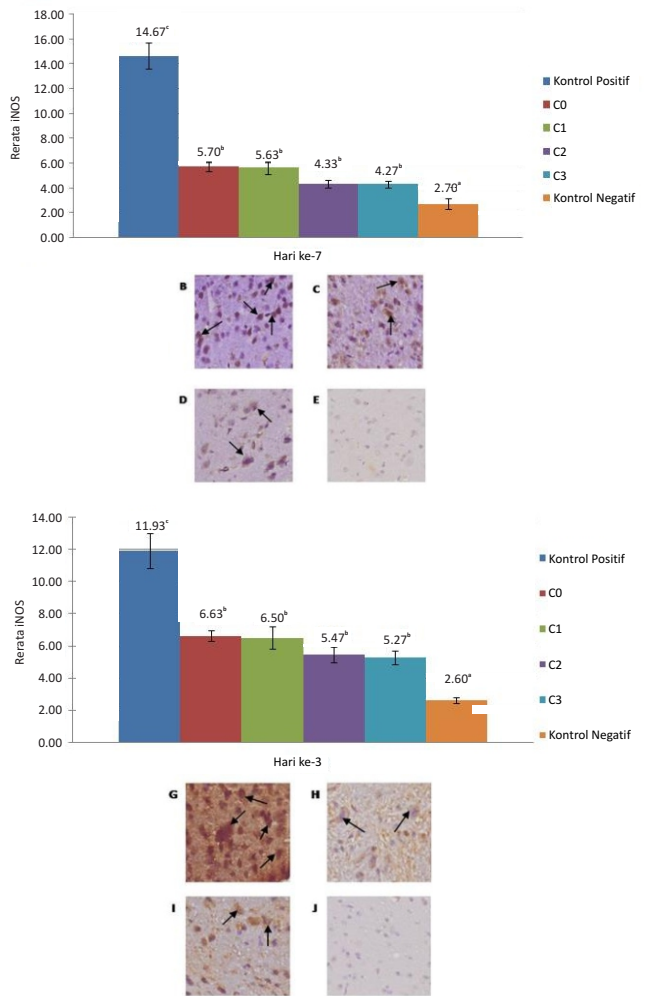 18.00
16.00
14.00
12.00
10.00
8.00
6.00
4.00
2.00
0.00
Rerata iNOS
14.67ᶜ
5.70ᵇ
5.63ᵇ
4.33ᵇ
4.27ᵇ
2.70ᵃ
Kontrol Positif
C0
C1
C2
C3
Kontrol Negatif
Hari ke-7
B
C
D
E
14.00
12.00
10.00
8.00
6.00
4.00
2.00
0.00
Rerata iNOS
11.93ᶜ
6.63ᵇ
6.50ᵇ
5.47ᵇ
5.27ᵇ
2.60ᵃ
Kontrol Positif
C0
C1
C2
C3
Kontrol Negatif
Hari ke-3
G
H
I
J